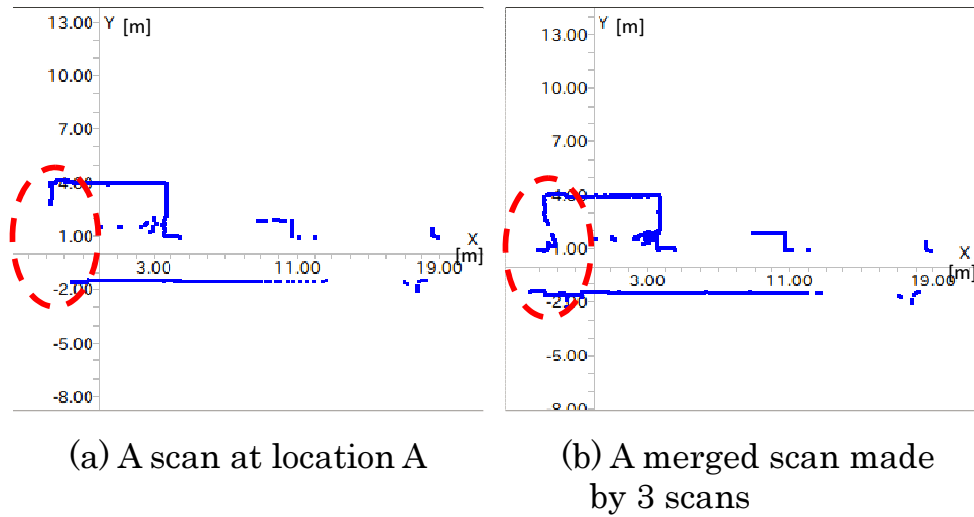 13.00 Y [m]
10.00
7.00
4.00
1.00
X
[m]
3.00 11.00 19.00
-2.00
-5.00
-8.00
(a) A scan at location A
Y [m]
13.00
10.00
7.00
4.00
1.00
X
[m]
3.00 11.00 19.00
-2.00
-5.00
-8.00
(b) A merged scan made
by 3 scans